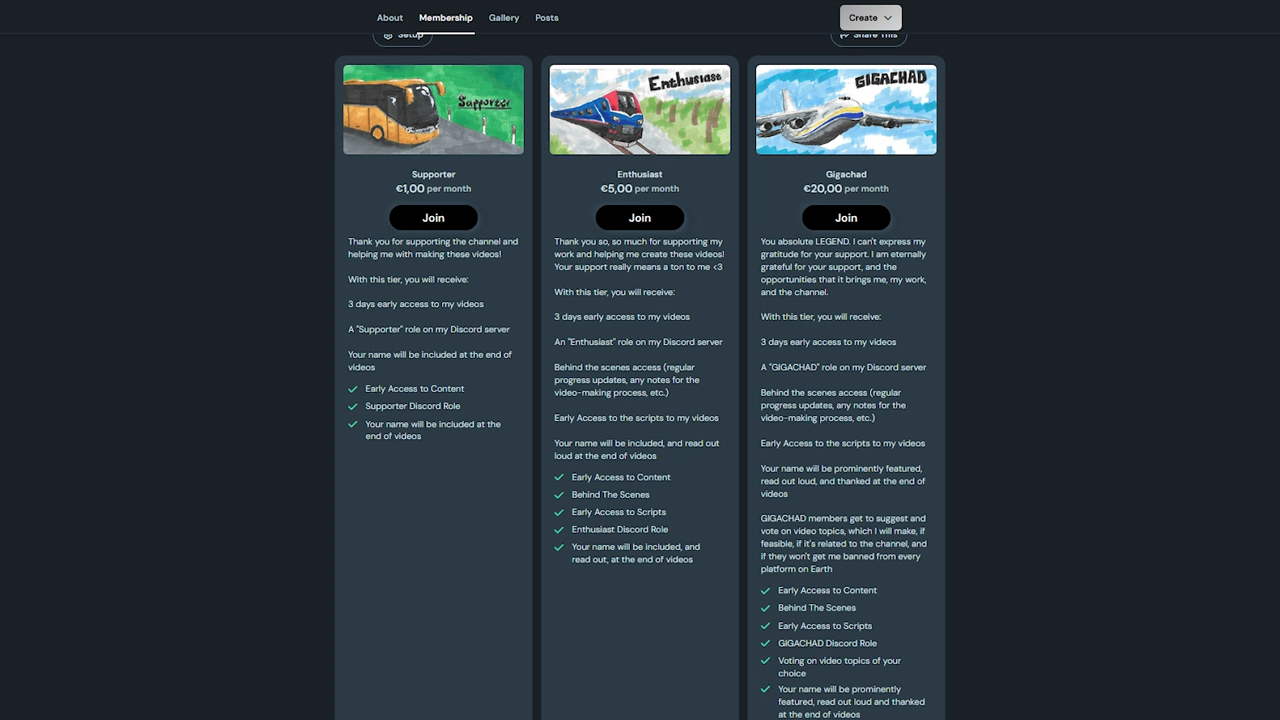 About
Membership
Gallery
Posts
Create
Setup
Share This
Supporter
Supporter
€1,00 per month
Join
Thank you for supporting the channel and
helping me with making these videos!
With this tier, you will receive:
3 days early access to my videos
A "Supporter" role on my Discord server
Your name will be included at the end of
videos
Early Access to Content
Supporter Discord Role
Your name will be included at the
end of videos
Enthusiast
Enthusiast
€5,00 per month
Join
Thank you so, so much for supporting my
work and helping me create these videos!
Your support really means a ton to me <3
With this tier, you will receive:
3 days early access to my videos
An "Enthusiast" role on my Discord server
Behind the scenes access (regular
progress updates, any notes for the
video-making process, etc.)
Early Access to the scripts to my videos
Your name will be included, and read out
loud at the end of videos
Early Access to Content
Behind The Scenes
Early Access to Scripts
Enthusiast Discord Role
Your name will be included, and
read out, at the end of videos
GIGACHAD
Gigachad
€20,00 per month
Join
You absolute LEGEND. I can't express my
gratitude for your support. I am eternally
grateful for your support, and the
opportunities that it brings me, my work,
and the channel.
With this tier, you will receive:
3 days early access to my videos
A "GIGACHAD" role on my Discord server
Behind the scenes access (regular
progress updates, any notes for the
video-making process, etc.)
Early Access to the scripts to my videos
Your name will be prominently featured,
read out loud, and thanked at the end of
videos
GIGACHAD members get to suggest and
vote on video topics, which I will make, if
feasible, if it's related to the channel, and
if they won't get me banned from every
platform on Earth
Early Access to Content
Behind The Scenes
Early Access to Scripts
GIGACHAD Discord Role
Voting on video topics of your
choice
Your name will be prominently
featured, read out loud and thanked
at the end of videos